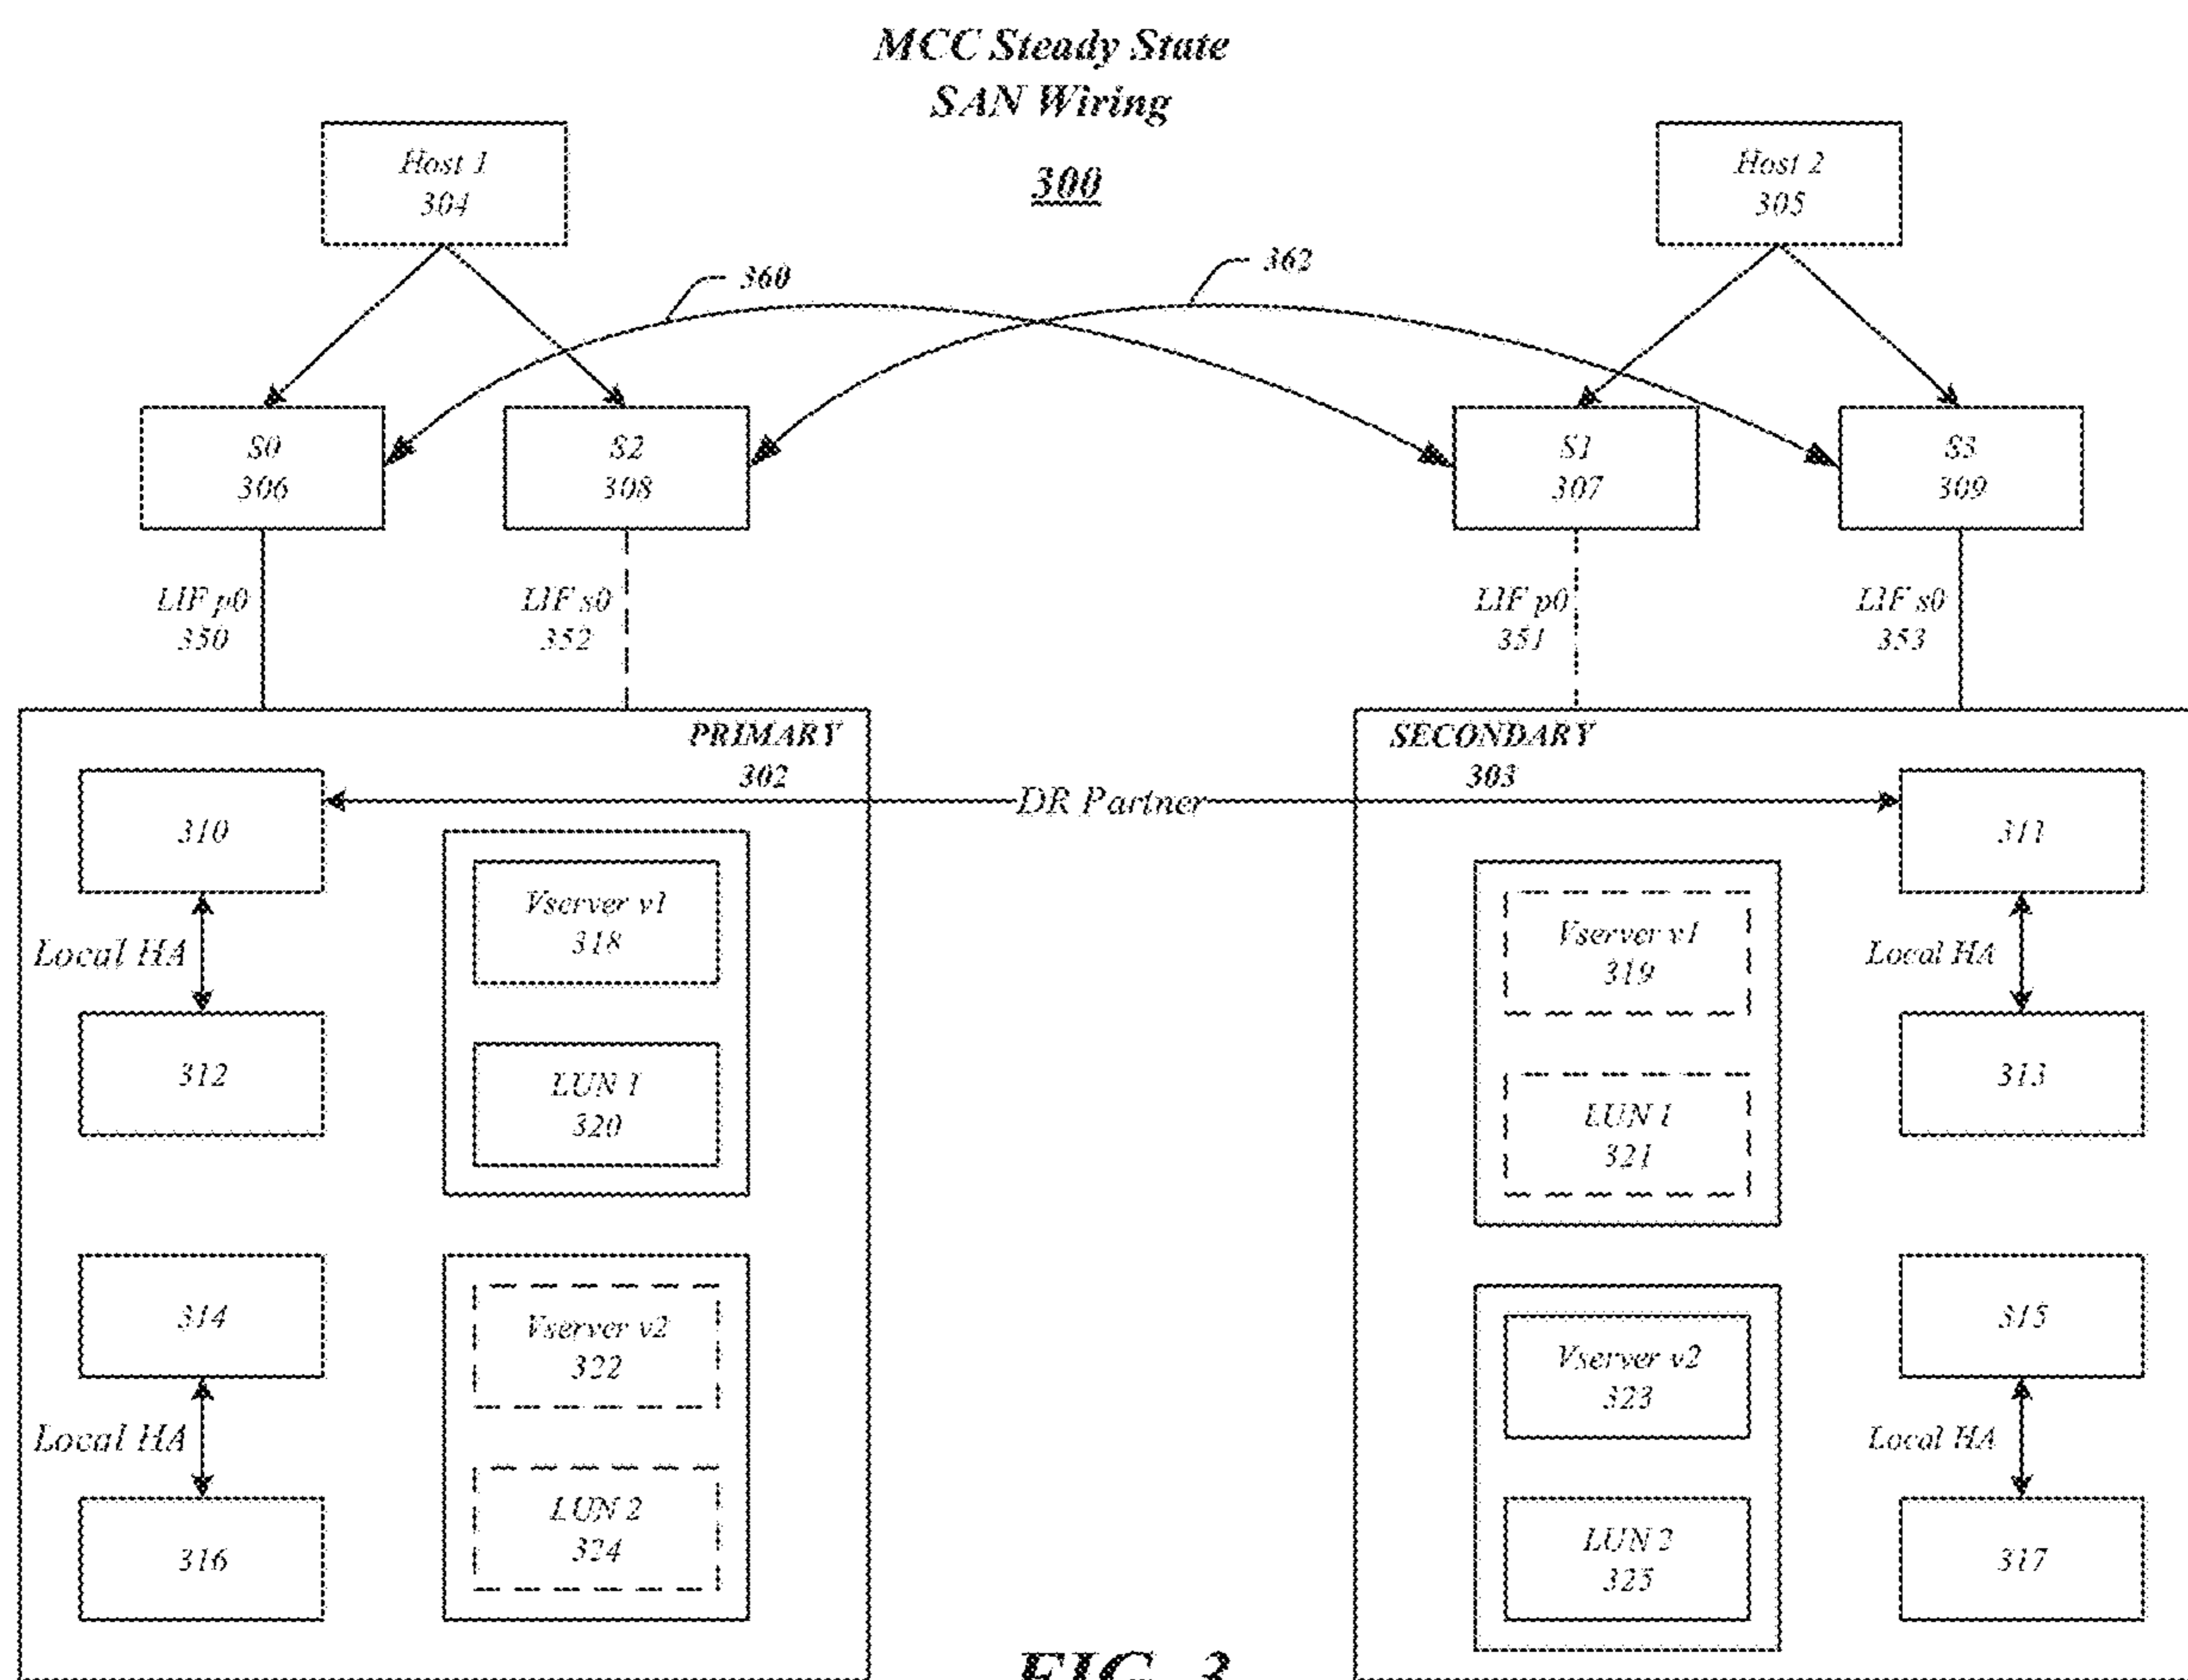 MCC Steady State
SAN Wiring
300
Host 1
304
Host 2
305
360
362
S0
306
S2
308
S1
307
S3
309
LIF p0
350
LIF s0
352
LIF p0
351
LIF s0
353
PRIMARY
302
SECONDARY
303
DR Partner
310
311
Vserver v1
318
Vserver v1
319
Local HA
Local HA
312
313
LUN 1
320
LUN 1
321
314
315
Vserver v2
322
Vserver v2
323
Local HA
Local HA
316
317
LUN 2
324
LUN 2
325
FIG. 3